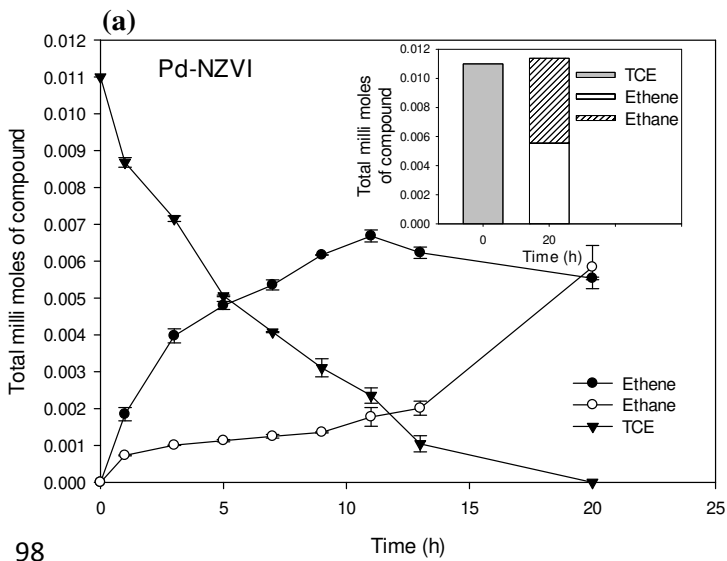 (a)
Pd-NZVI
0.012
0.011
0.010
0.009
0.008
0.007
0.006
0.005
0.004
0.003
0.002
0.001
0.000
Total milli moles of compound
0 5 10 15 20 25
Time (h)
0.012
0.010
0.008
0.006
0.004
0.002
0.000
Total milli moles
of compound
0 20
Time (h)
TCE
Ethene
Ethane
Ethene
Ethane
TCE
98